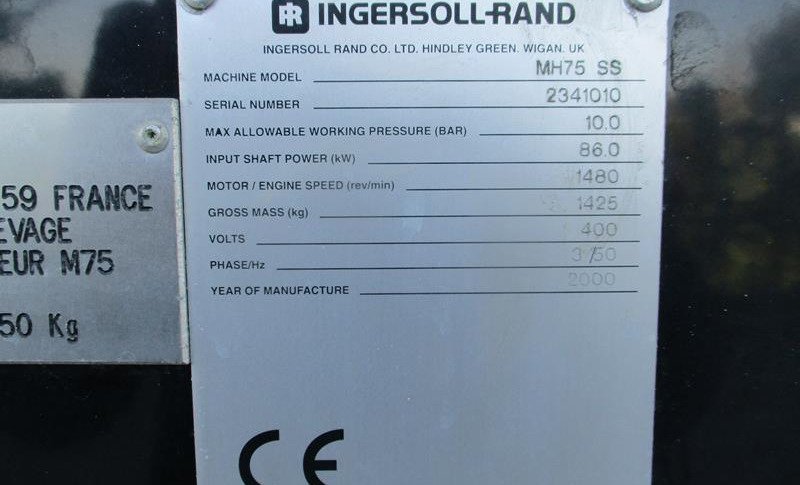 IR INGERSOLL-RAND
INGERSOLL RAND CO. LTD. HINDLEY GREEN. WIGAN. UK
MACHINE MODEL MH75 SS
SERIAL NUMBER 2341010
MAX ALLOWABLE WORKING PRESSURE (BAR) 10.0
INPUT SHAFT POWER (kW) 86.0
MOTOR / ENGINE SPEED (rev/min) 1480
GROSS MASS (kg) 1425
VOLTS 400
PHASE/Hz 3/50
YEAR OF MANUFACTURE 2000
CE
59 FRANCE
EVAGE
EUR M75
50 Kg